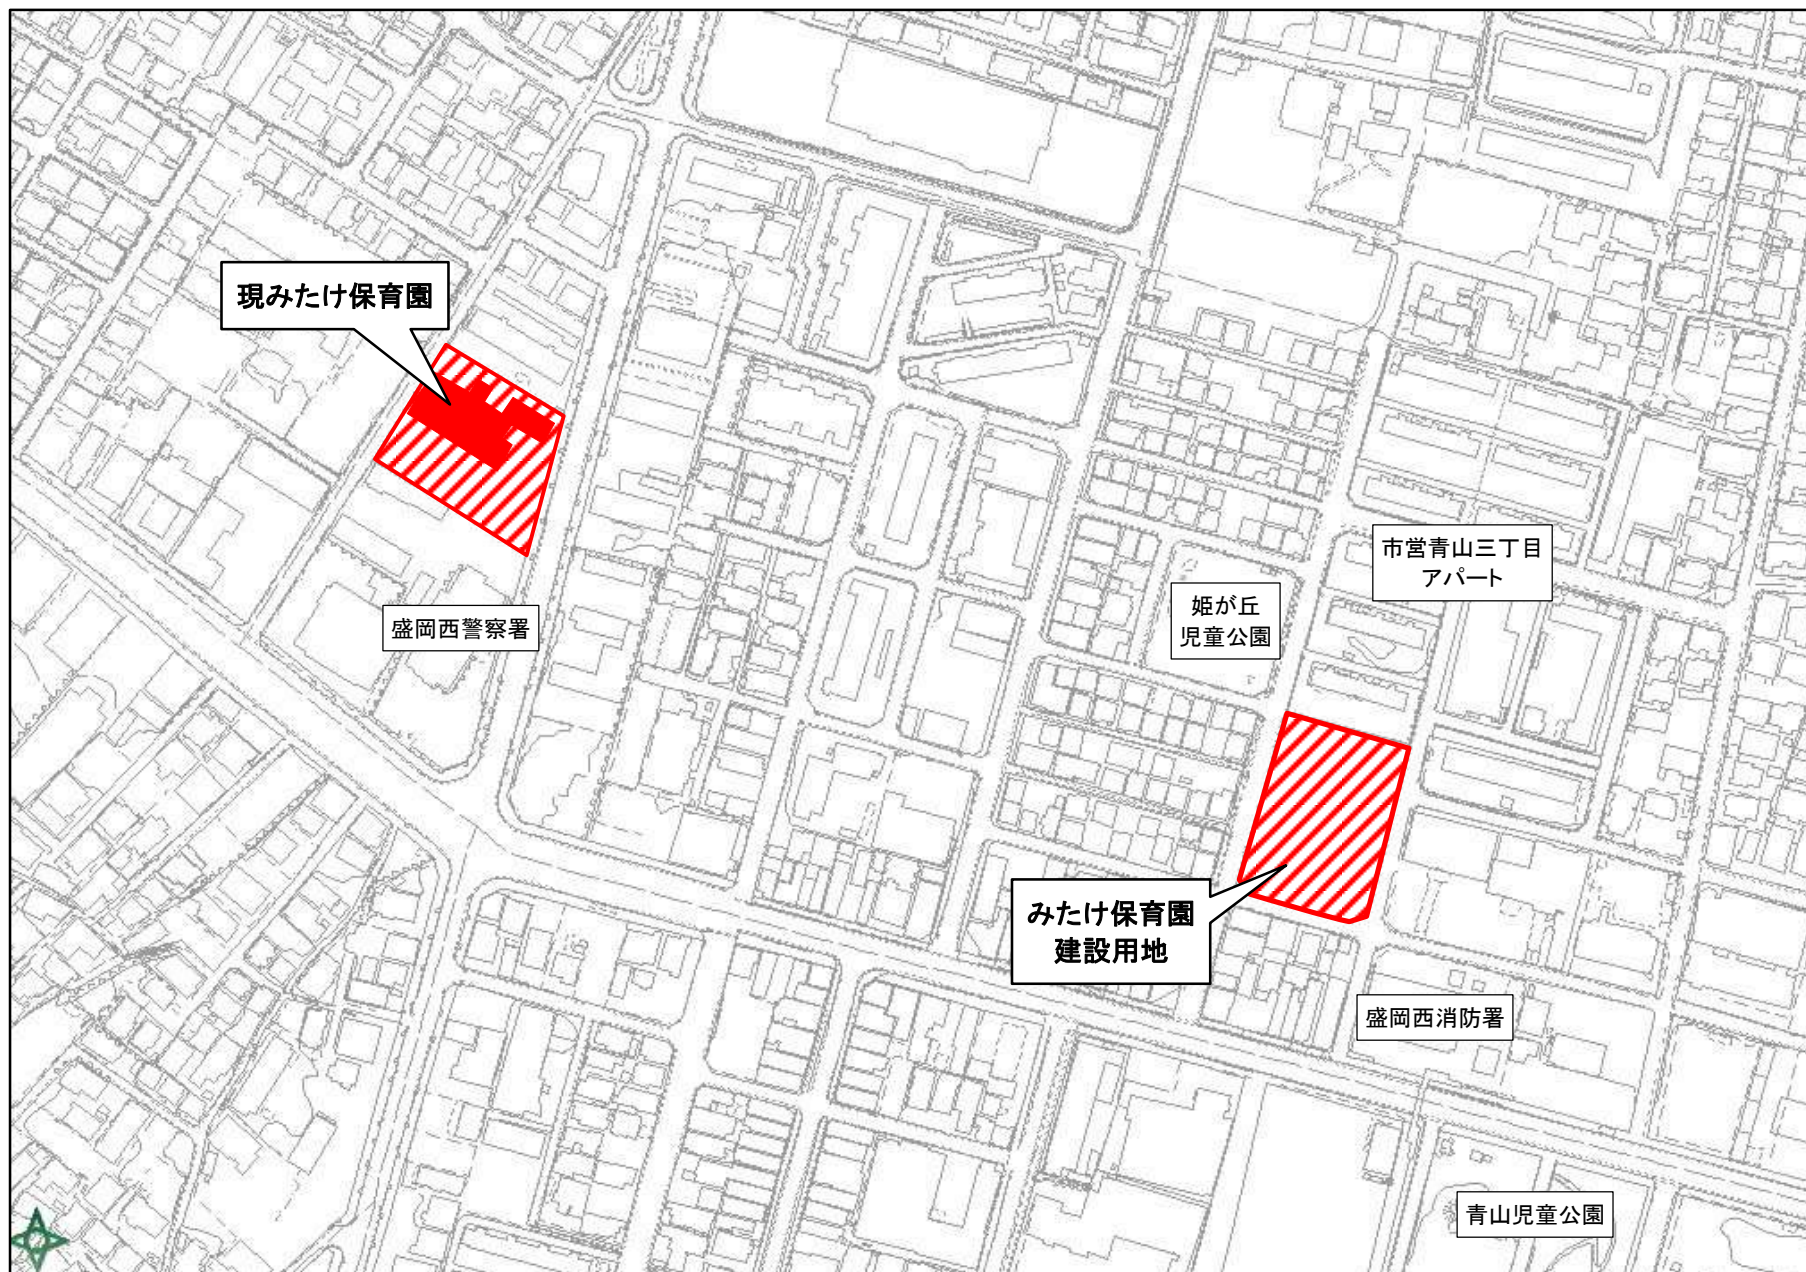 現みたけ保育園
市営青山三丁目
アパート
姫が丘
児童公園
盛岡西警察署
みたけ保育園
建設用地
盛岡西消防署
青山児童公園